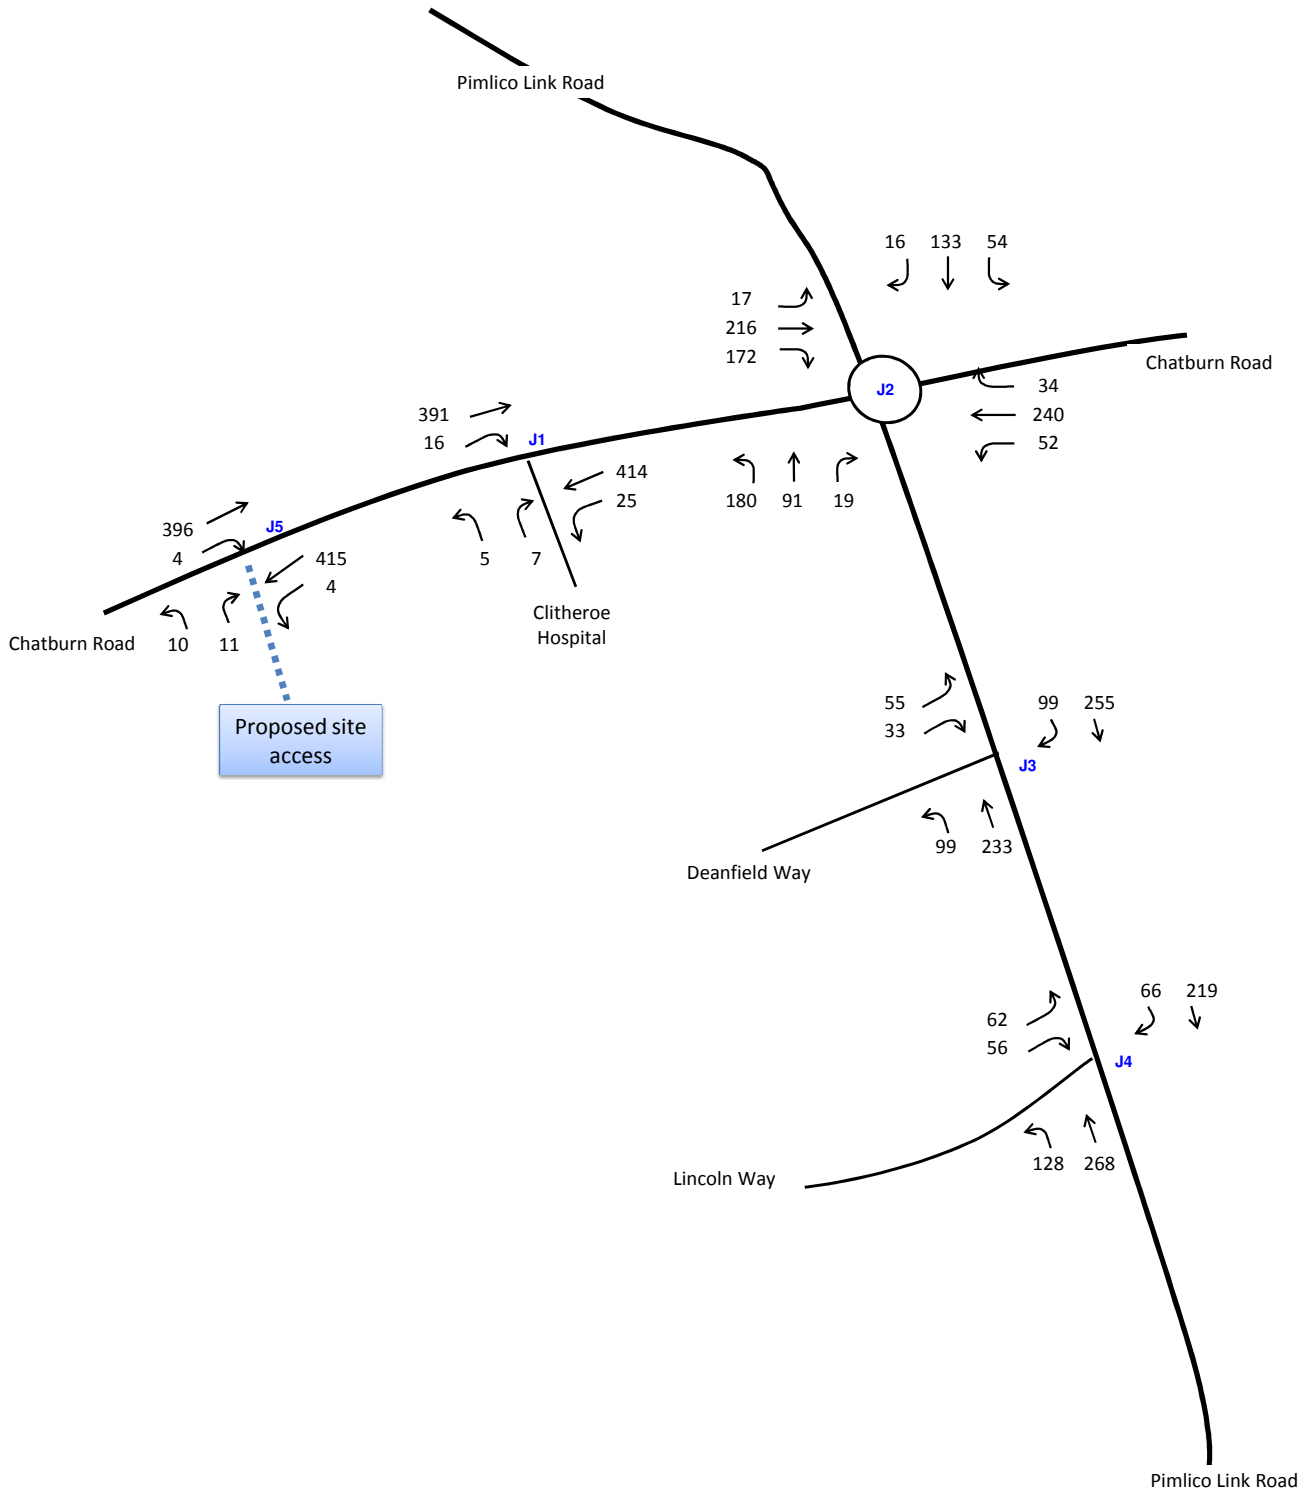 Pimlico Link Road
16 133 54
17
216
172
Chatburn Road
J2
34
240
52
391
16
J1
414
25
180 91 19
396
4
J5
415
4
5 7
Clitheroe
Hospital
Chatburn Road
10 11
Proposed site
access
55
33
99 255
J3
99 233
Deanfield Way
66 219
62
56
J4
128 268
Lincoln Way
Pimlico Link Road